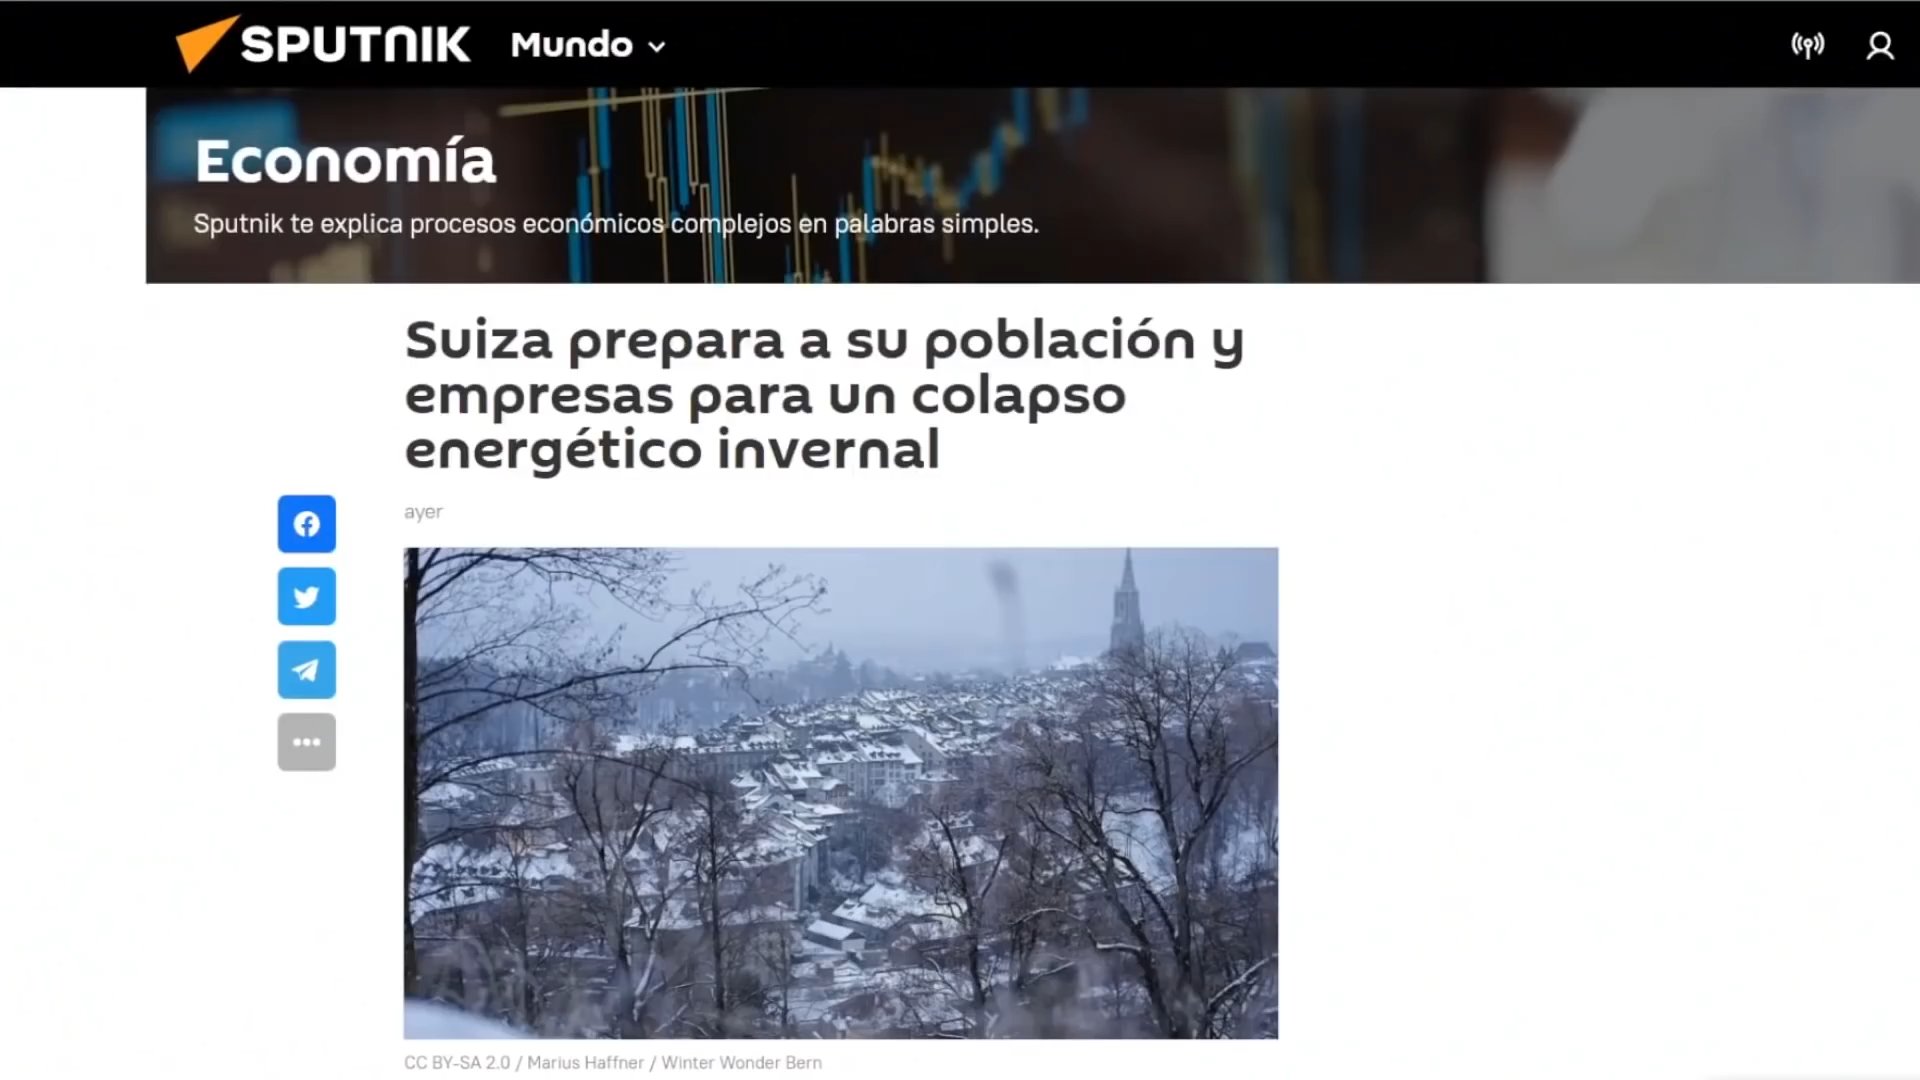 SPUTNIK Mundo
Economía
Sputnik te explica procesos económicos complejos en palabras simples.
Suiza prepara a su población y
empresas para un colapso
energético invernal
ayer
CC BY-SA 2.0 / Marius Haffner / Winter Wonder Bern